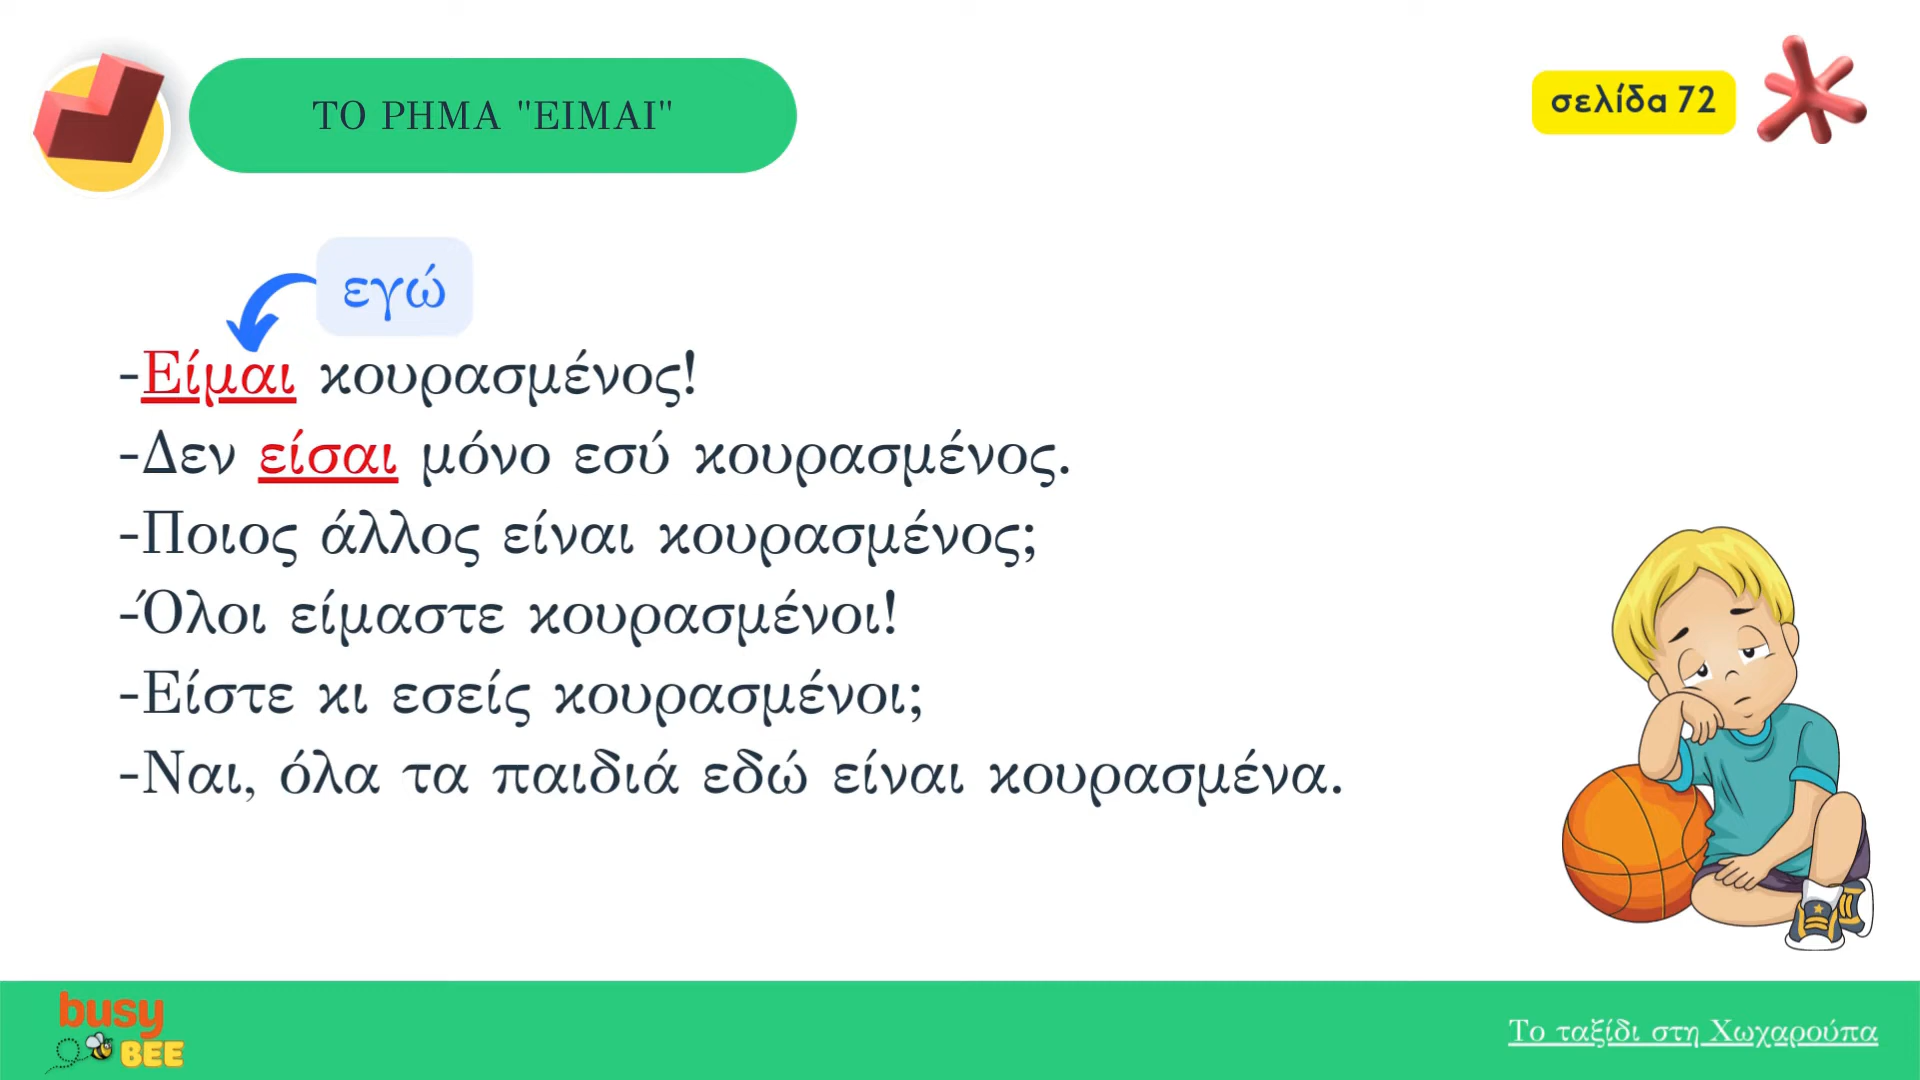 ΤΟ ΡΗΜΑ "ΕΙΜΑΙ"
σελίδα 72
εγώ
-Είμαι κουρασμένος!
-Δεν είσαι μόνο εσύ κουρασμένος.
-Ποιος άλλος είναι κουρασμένος;
-Όλοι είμαστε κουρασμένοι!
-Είστε κι εσείς κουρασμένοι;
-Ναι, όλα τα παιδιά εδώ είναι κουρασμένα.
busy
BEE
Το ταξίδι στη Χωχαρούπα